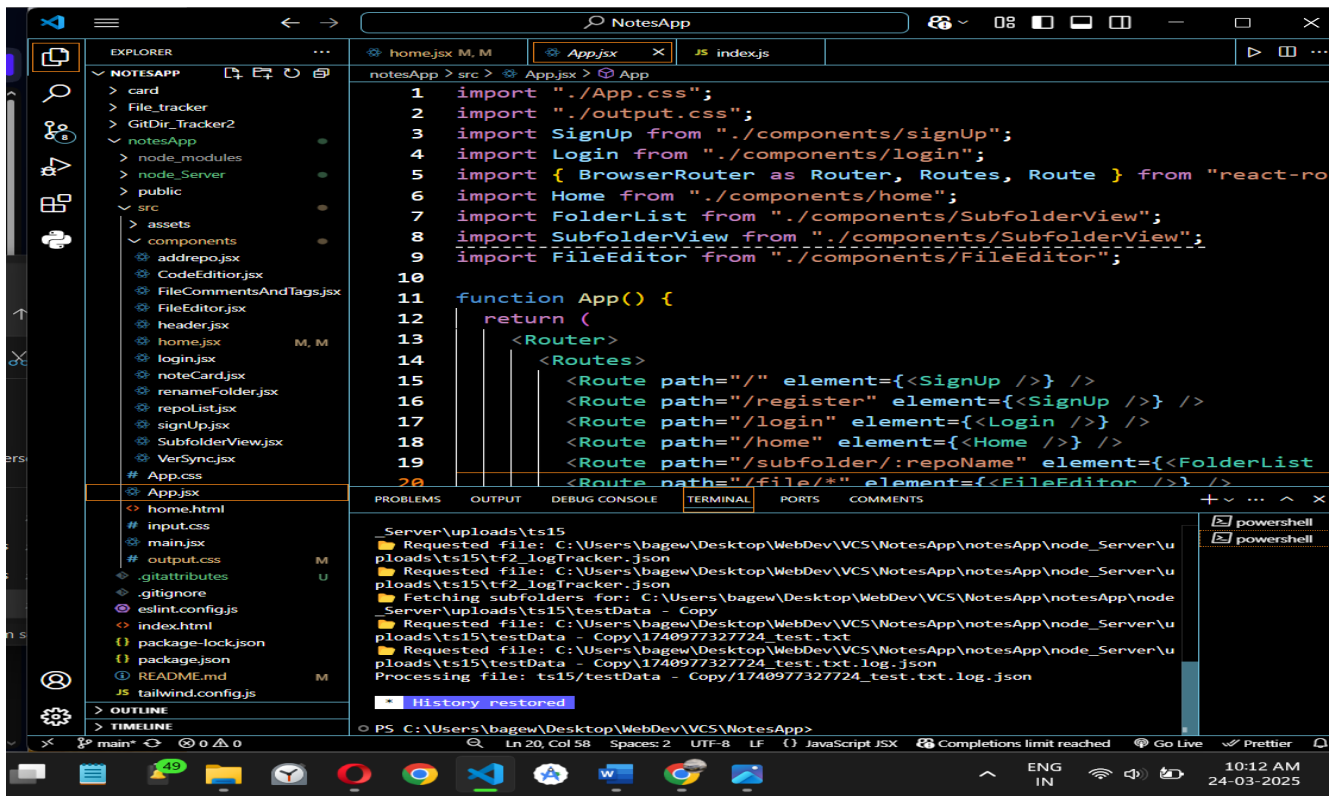 NotesApp
EXPLORER
NOTESAPP
card
File_tracker
GitDir_Tracker2
notesApp
node_modules
node_Server
public
src
assets
components
addrepo.jsx
CodeEditior.jsx
FileCommentsAndTags.jsx
FileEditor.jsx
header.jsx
home.jsx M, M
login.jsx
noteCard.jsx
renameFolder.jsx
repoList.jsx
signUp.jsx
SubfolderView.jsx
VerSync.jsx
# App.css
App.jsx
<> home.html
# input.css
main.jsx
# output.css M
.gitattributes U
.gitignore
eslint.config.js
<> index.html
{} package-lock.json
{} package.json
README.md M
JS tailwind.config.js
OUTLINE
TIMELINE
8
home.jsx M, M App.jsx JS index.js
notesApp > src > App.jsx > App
1 import "./App.css";
2 import "./output.css";
3 import SignUp from "./components/signUp";
4 import Login from "./components/login";
5 import { BrowserRouter as Router, Routes, Route } from "react-ro
6 import Home from "./components/home";
7 import FolderList from "./components/SubfolderView";
8 import SubfolderView from "./components/SubfolderView";
9 import FileEditor from "./components/FileEditor";
10
11 function App() {
12 return (
13 <Router>
14 <Routes>
15 <Route path="/" element={<SignUp />} />
16 <Route path="/register" element={<SignUp />} />
17 <Route path="/login" element={<Login />} />
18 <Route path="/home" element={<Home />} />
19 <Route path="/subfolder/:repoName" element={<FolderList
20 <Route path="/file/*" element={<FileEditor />} />
PROBLEMS OUTPUT DEBUG CONSOLE TERMINAL PORTS COMMENTS
_Server\uploads\ts15
Requested file: C:\Users\bagew\Desktop\WebDev\VCS\NotesApp\notesApp\node_Server\u
ploads\ts15\tf2_logTracker.json
Requested file: C:\Users\bagew\Desktop\WebDev\VCS\NotesApp\notesApp\node_Server\u
ploads\ts15\tf2_logTracker.json
Fetching subfolders for: C:\Users\bagew\Desktop\WebDev\VCS\NotesApp\notesApp\node
_Server\uploads\ts15\testData - Copy
Requested file: C:\Users\bagew\Desktop\WebDev\VCS\NotesApp\notesApp\node_Server\u
ploads\ts15\testData - Copy\1740977327724_test.txt
Requested file: C:\Users\bagew\Desktop\WebDev\VCS\NotesApp\notesApp\node_Server\u
ploads\ts15\testData - Copy\1740977327724_test.txt.log.json
Processing file: ts15/testData - Copy/1740977327724_test.txt.log.json
* History restored
PS C:\Users\bagew\Desktop\WebDev\VCS\NotesApp>
powershell
powershell
main* 0 0 Ln 20, Col 58 Spaces: 2 UTF-8 LF {} JavaScript JSX Completions limit reached Go Live Prettier
49
ENG
IN
10:12 AM
24-03-2025